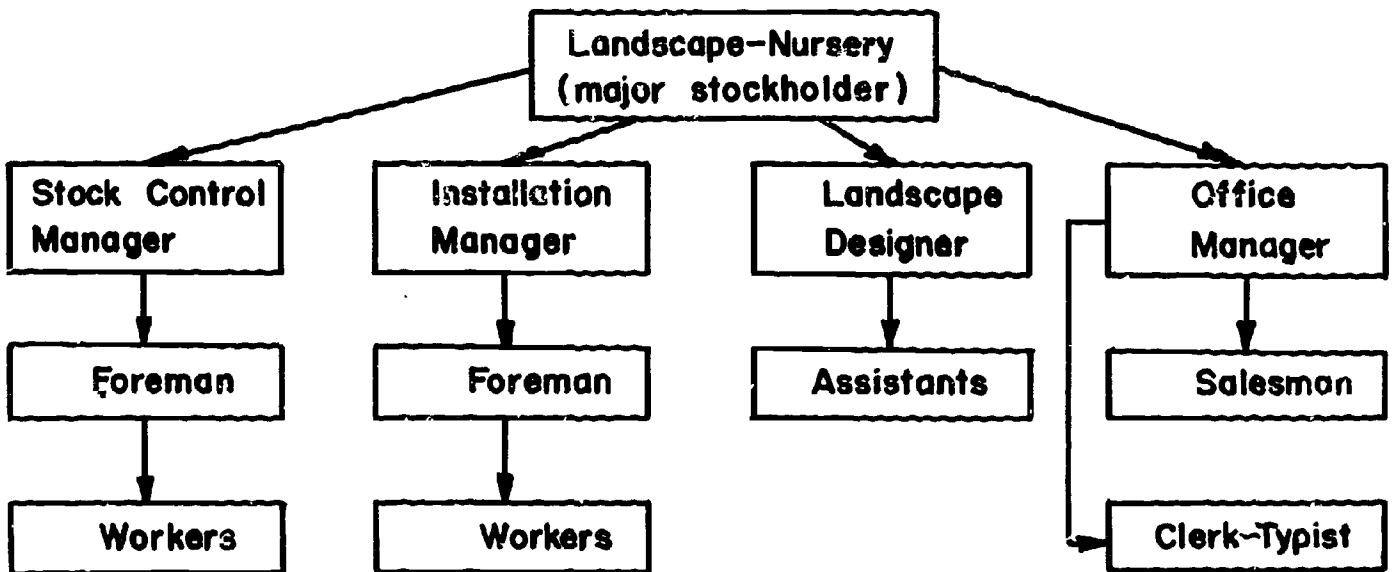 Landscape-Nursery
(major stockholder)
Stock Control
Manager
Installation
Manager
Landscape
Designer
Office
Manager
Foreman
Foreman
Assistants
Salesman
Workers
Workers
Clerk-Typist